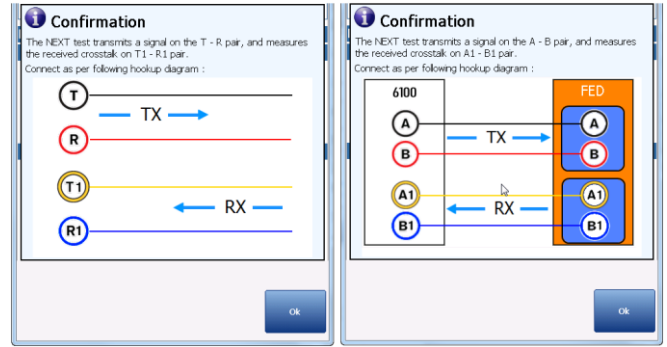 Confirmation
The NEXT test transmits a signal on the T - R pair, and measures
the received crosstalk on T1 - R1 pair.
Connect as per following hookup diagram :
T
TX
R
T1
RX
R1
Ok
Confirmation
The NEXT test transmits a signal on the A - B pair, and measures
the received crosstalk on A1 - B1 pair.
Connect as per following hookup diagram :
6100 FED
A A
TX
B B
A1 A1
RX
B1 B1
Ok